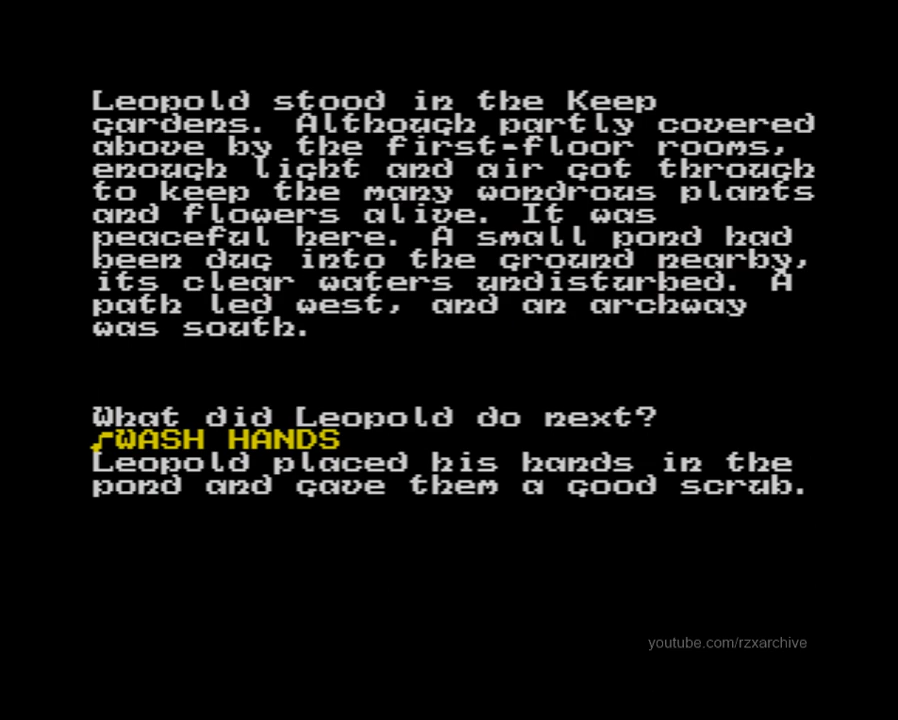 Leopold stood in the Keep
gardens. Although partly covered
above by the first-floor rooms,
enough light and air got through
to keep the many wondrous plants
and flowers alive. It was
peaceful here. A small pond had
been dug into the ground nearby,
its clear waters undisturbed. A
path led west, and an archway
was south.
What did Leopold do next?
WASH HANDS
Leopold placed his hands in the
pond and gave them a good scrub.
youtube.com/rzxarchive